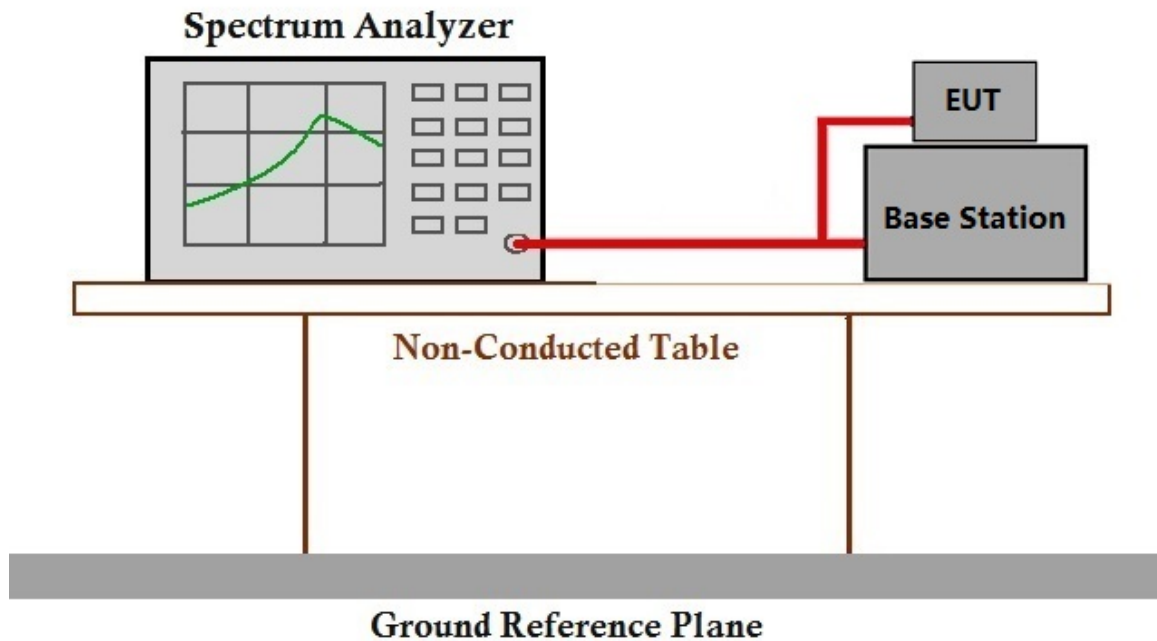 Spectrum Analyzer
EUT
Base Station
Non-Conducted Table
Ground Reference Plane